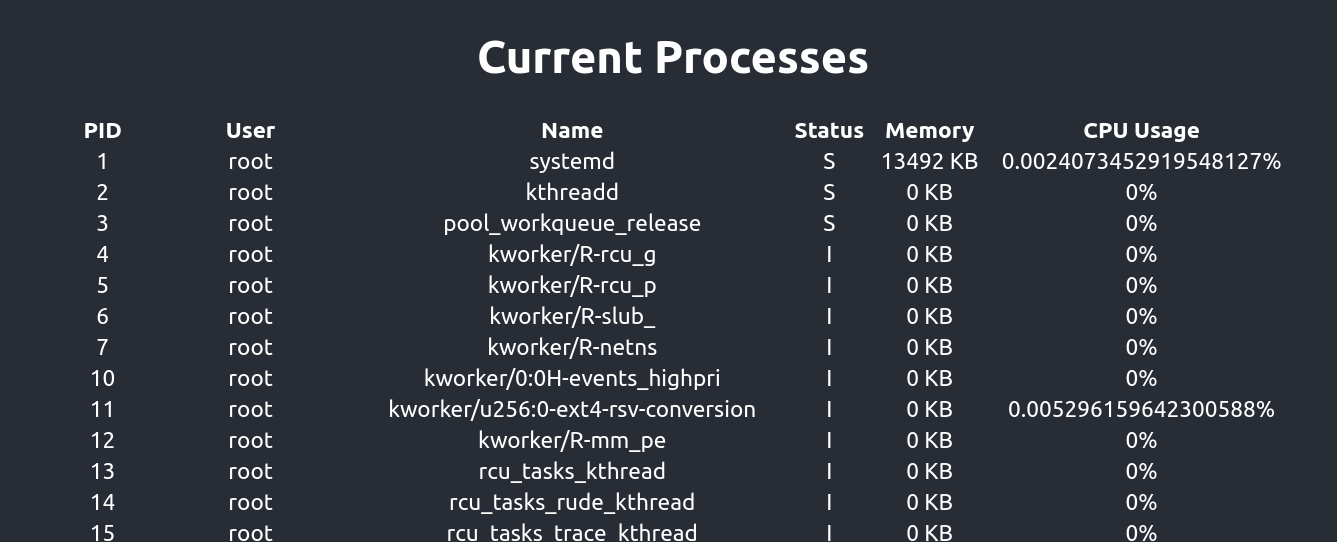 Current Processes
PID User Name Status Memory CPU Usage
1 root systemd S 13492 KB 0.0024073452919548127%
2 root kthreadd S 0 KB 0%
3 root pool_workqueue_release S 0 KB 0%
4 root kworker/R-rcu_g I 0 KB 0%
5 root kworker/R-rcu_p I 0 KB 0%
6 root kworker/R-slub_ I 0 KB 0%
7 root kworker/R-netns I 0 KB 0%
10 root kworker/0:0H-events_highpri I 0 KB 0%
11 root kworker/u256:0-ext4-rsv-conversion I 0 KB 0.0052961596423005​88%
12 root kworker/R-mm_pe I 0 KB 0%
13 root rcu_tasks_kthread I 0 KB 0%
14 root rcu_tasks_rude_kthread I 0 KB 0%
15 root rcu_tasks_trace_kthread I 0 KB 0%